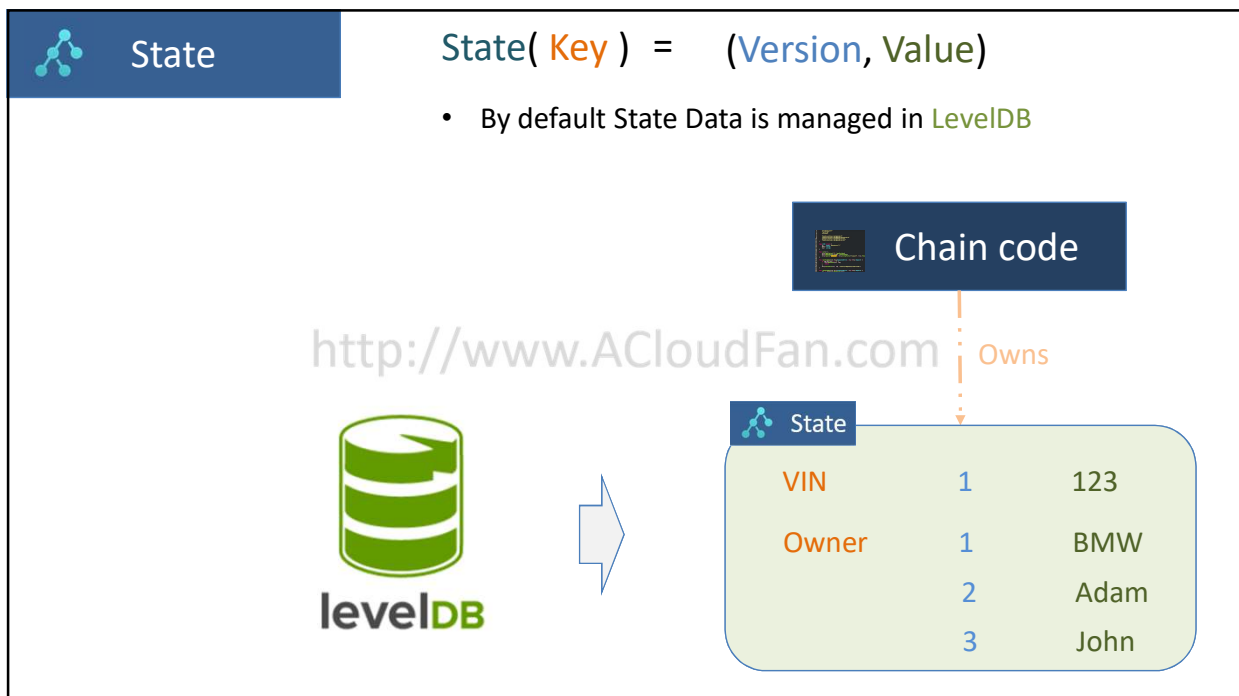 State
State( Key ) = (Version, Value)
• By default State Data is managed in LevelDB
Chain code
http://www.ACloudFan.com
Owns
State
VIN 1 123
Owner 1 BMW
2 Adam
3 John
levelDB